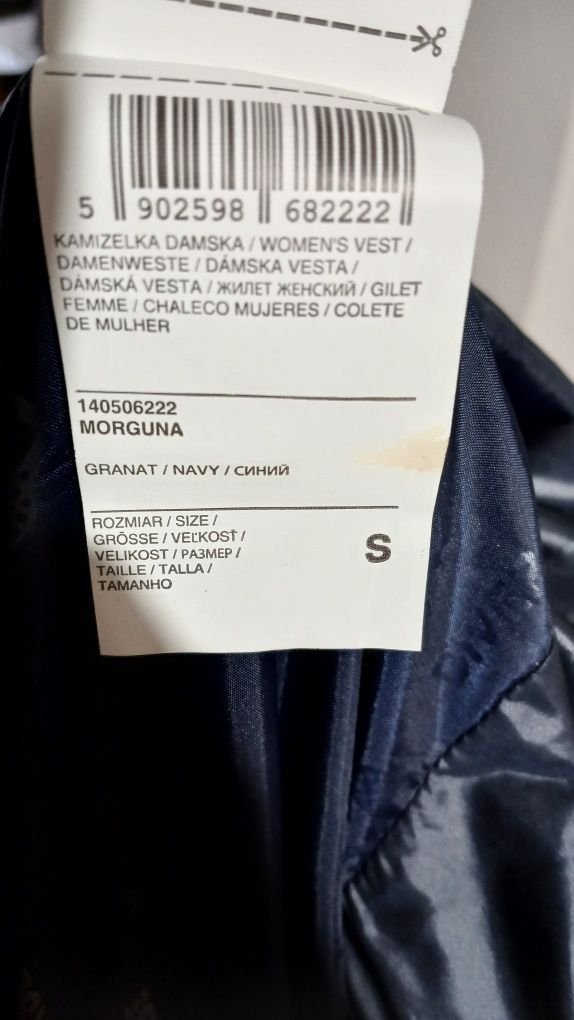 5 902598 682222
KAMIZELKA DAMSKA / WOMEN'S VEST /
DAMENWESTE / DÁMSKA VESTA /
DÁMSKÁ VESTA / ЖИЛЕТ ЖЕНСКИЙ / GILET
FEMME / CHALECO MUJERES / COLETE
DE MULHER
140506222
MORGUNA
GRANAT / NAVY / СИНИЙ
ROZMIAR / SIZE /
GRÖSSE / VEĽKOSŤ /
VELIKOST / РАЗМЕР /
TAILLE / TALLA /
TAMANHO
S